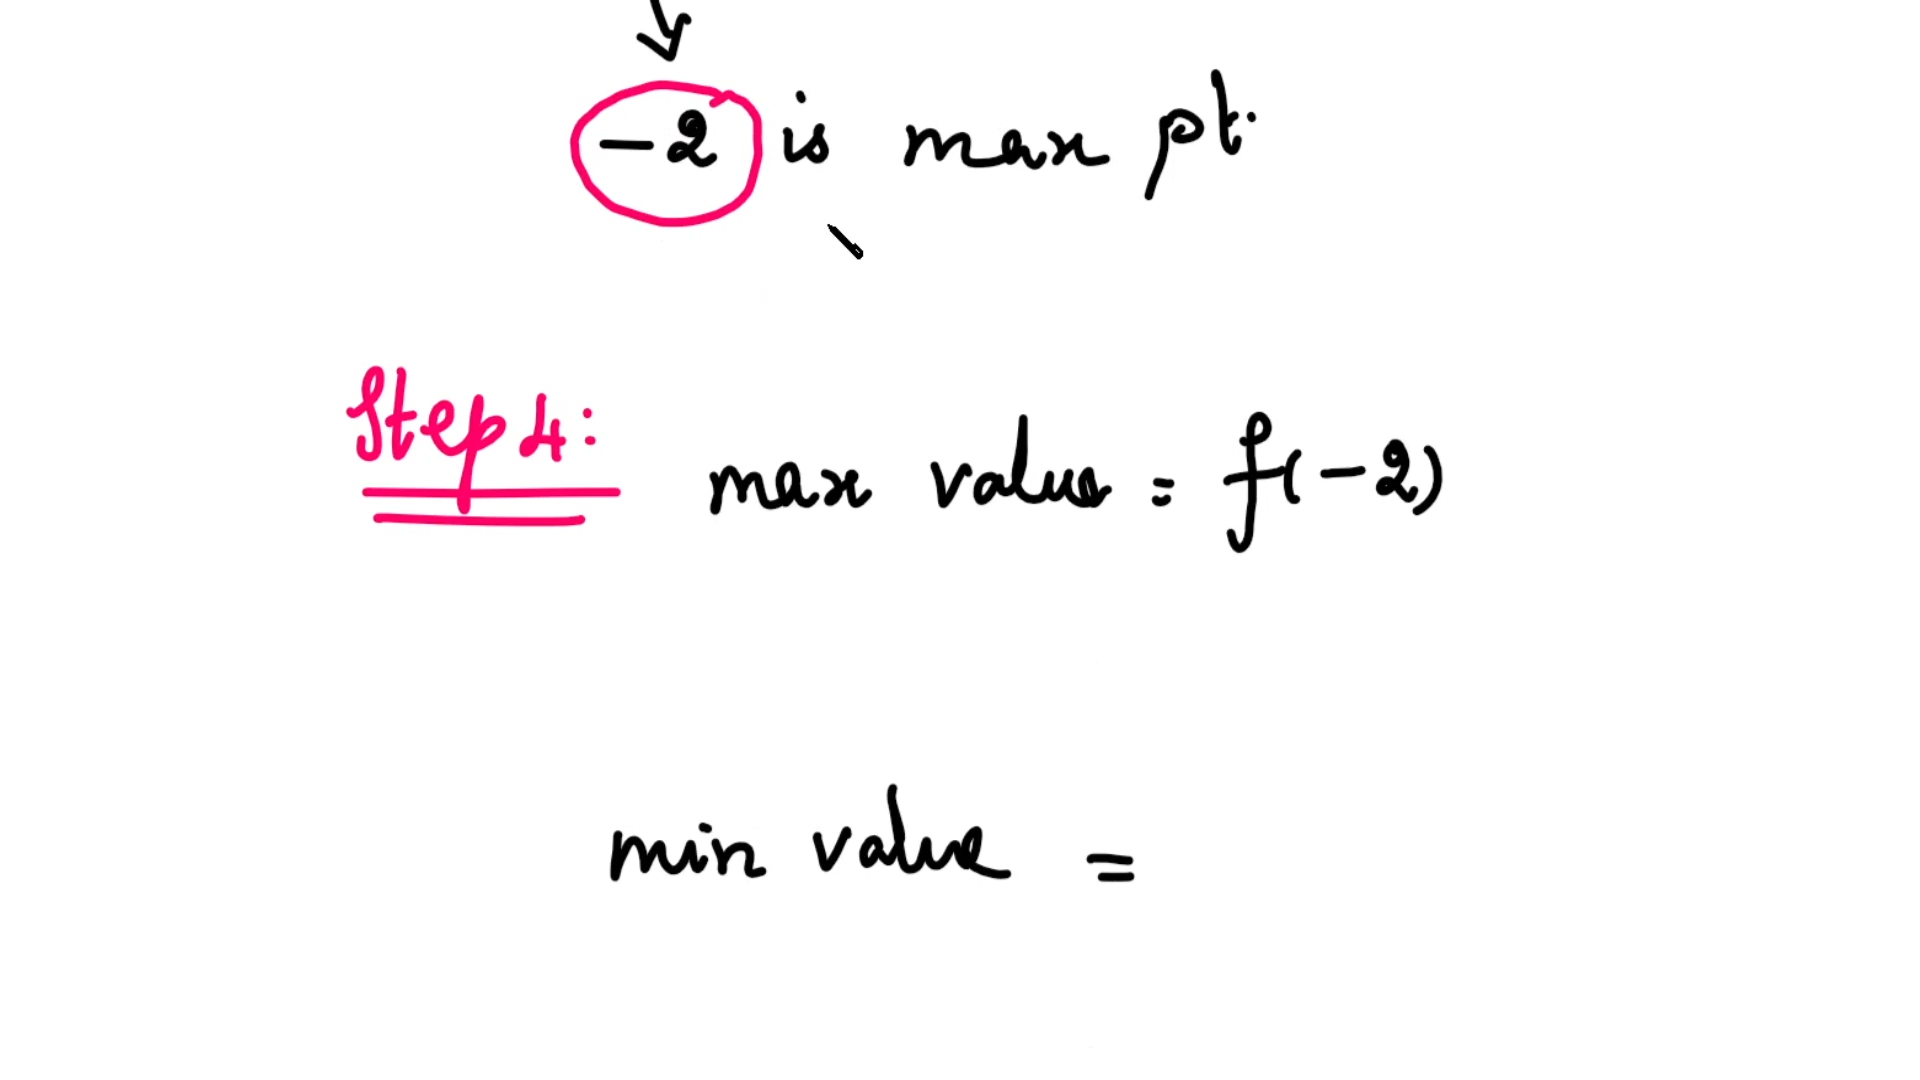 -2 is max pt.
Step 4: max value = f(-2)
min value =